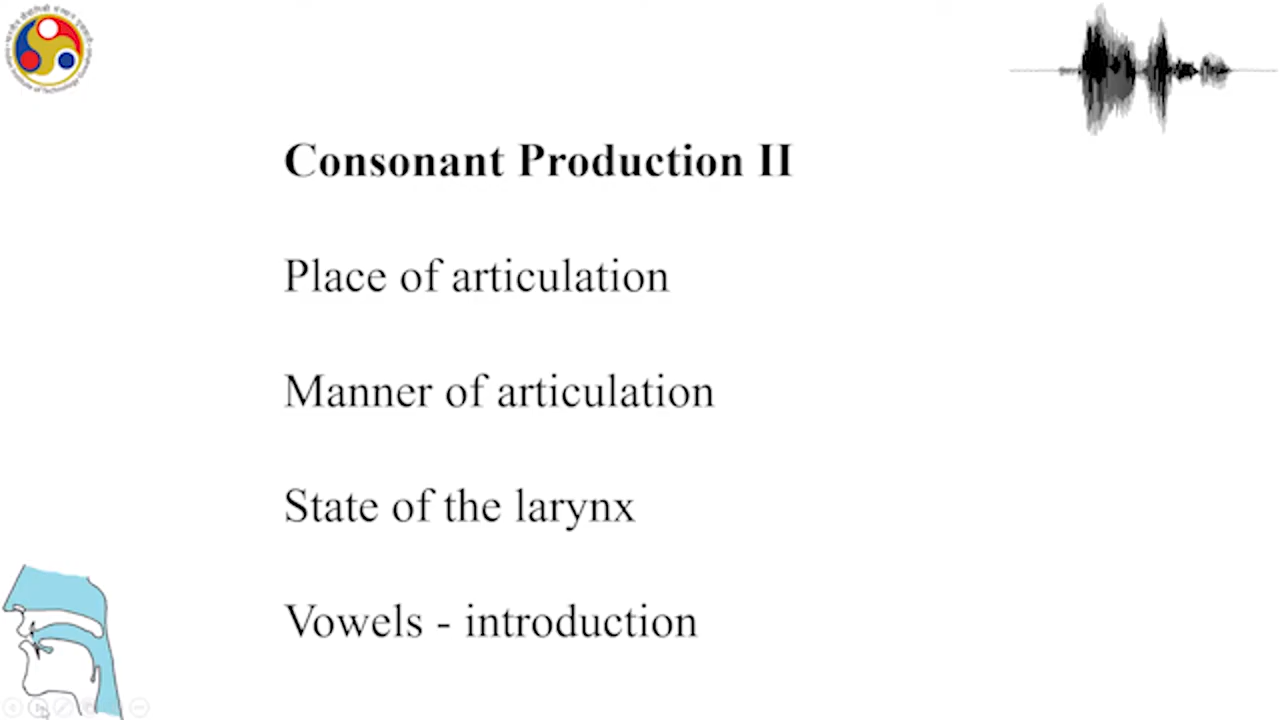 Consonant Production II
Place of articulation
Manner of articulation
State of the larynx
Vowels - introduction